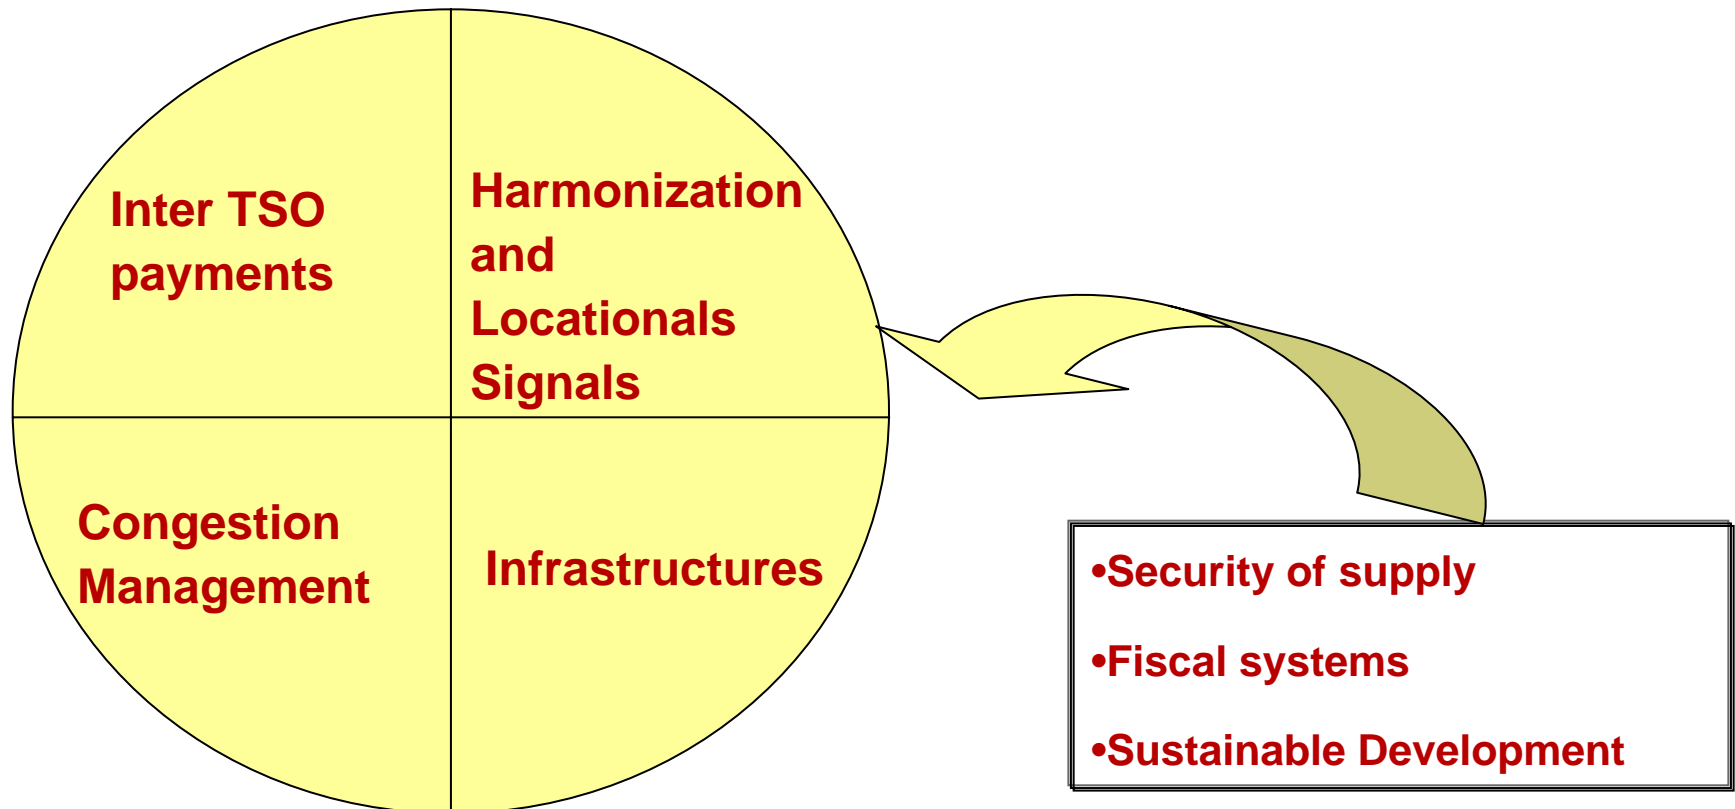 Inter TSO
payments
Harmonization
and
Locationals
Signals
Congestion
Management
Infrastructures
•Security of supply
•Fiscal systems
•Sustainable Development